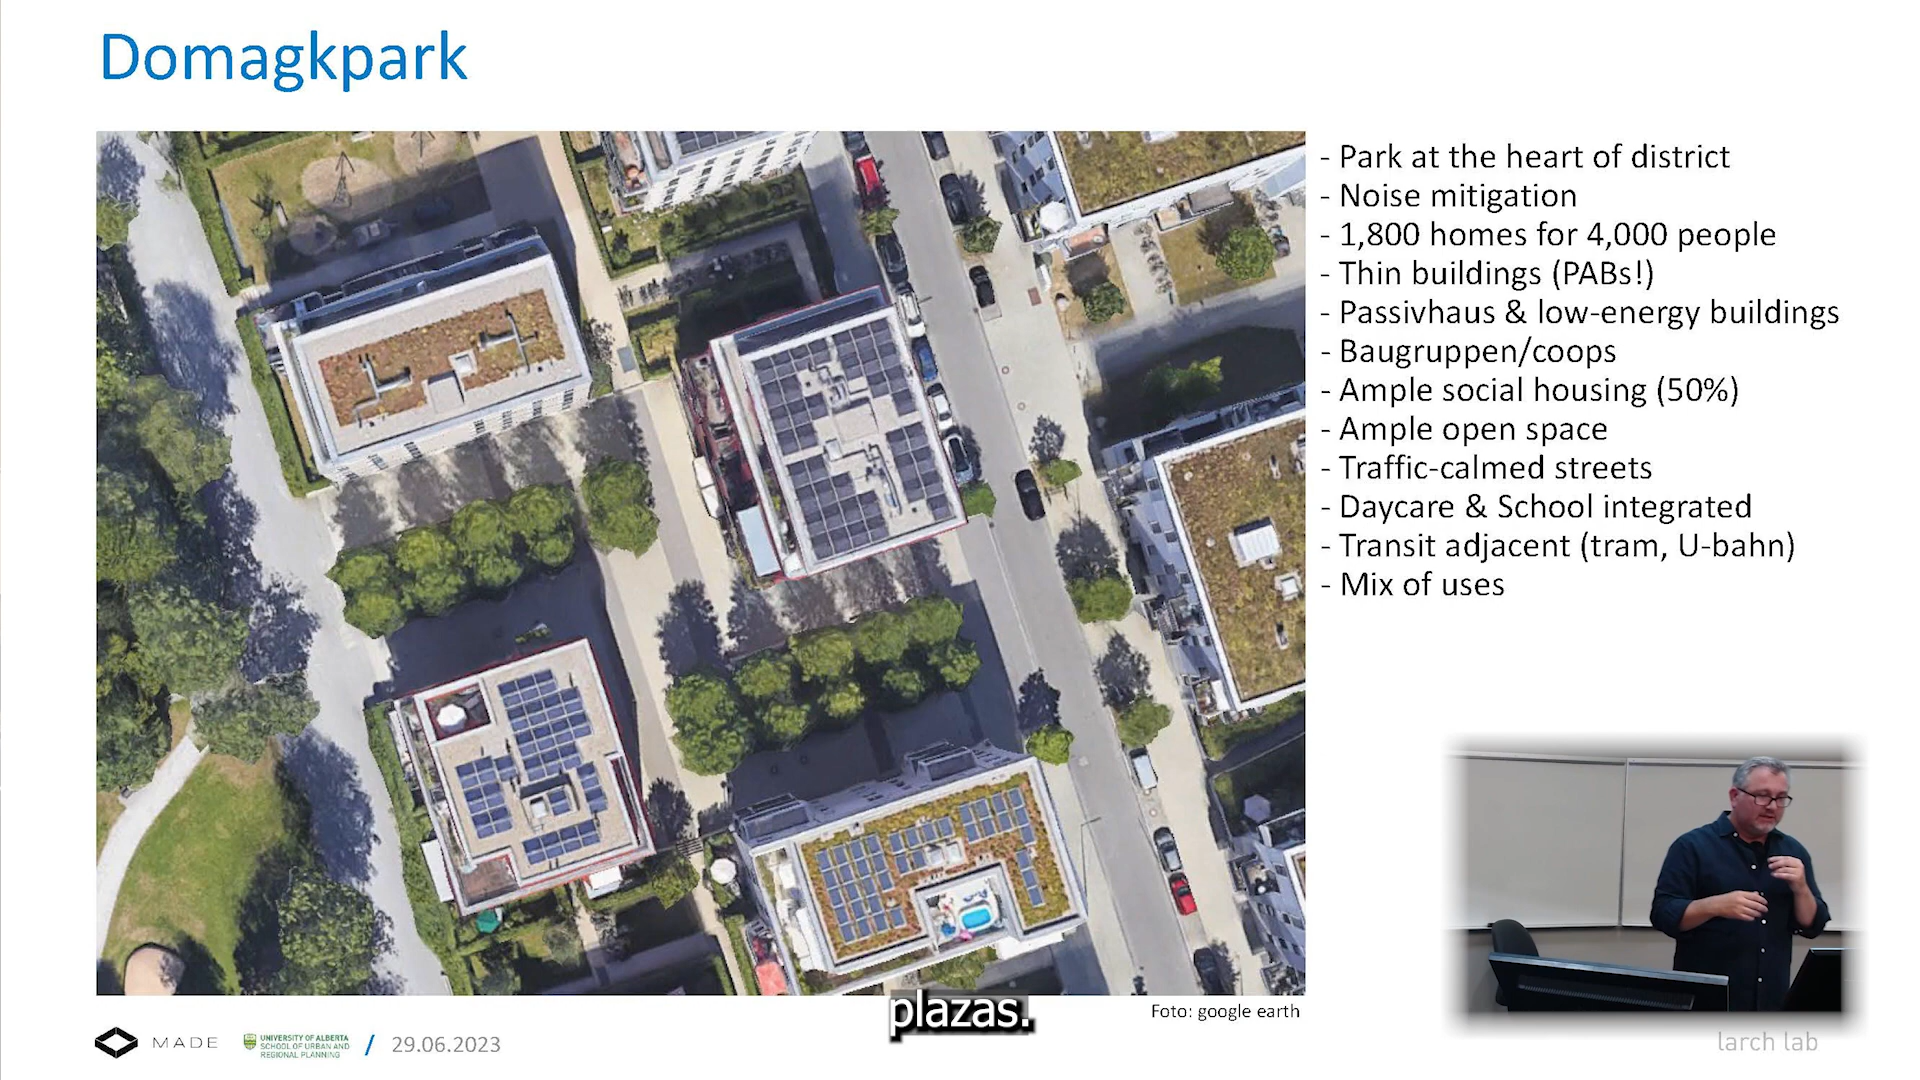 Domagkpark
- Park at the heart of district
- Noise mitigation
- 1,800 homes for 4,000 people
- Thin buildings (PABs!)
- Passivhaus & low-energy buildings
- Baugruppen/coops
- Ample social housing (50%)
- Ample open space
- Traffic-calmed streets
- Daycare & School integrated
- Transit adjacent (tram, U-bahn)
- Mix of uses
plazas.
Foto: google earth
MADE
UNIVERSITY OF ALBERTA
SCHOOL OF URBAN AND
REGIONAL PLANNING
/ 29.06.2023
larch lab